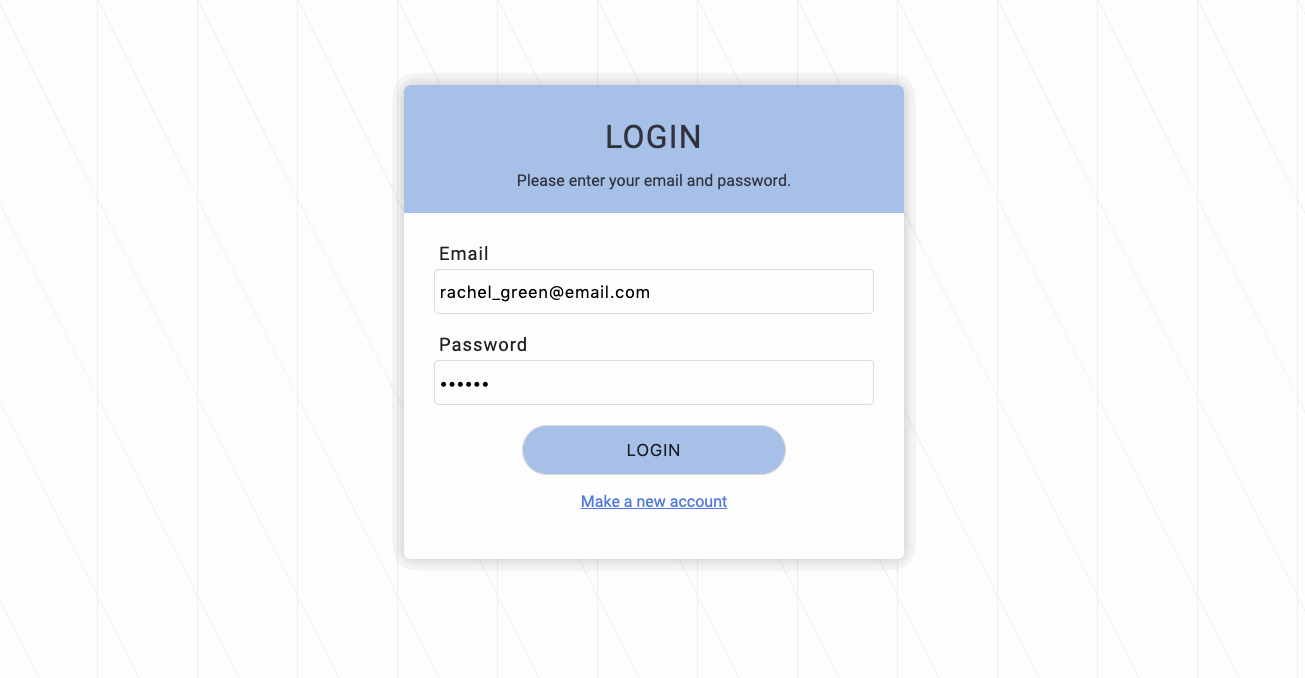 LOGIN
Please enter your email and password.
Email
rachel_green@email.com
Password
••••••
LOGIN
Make a new account